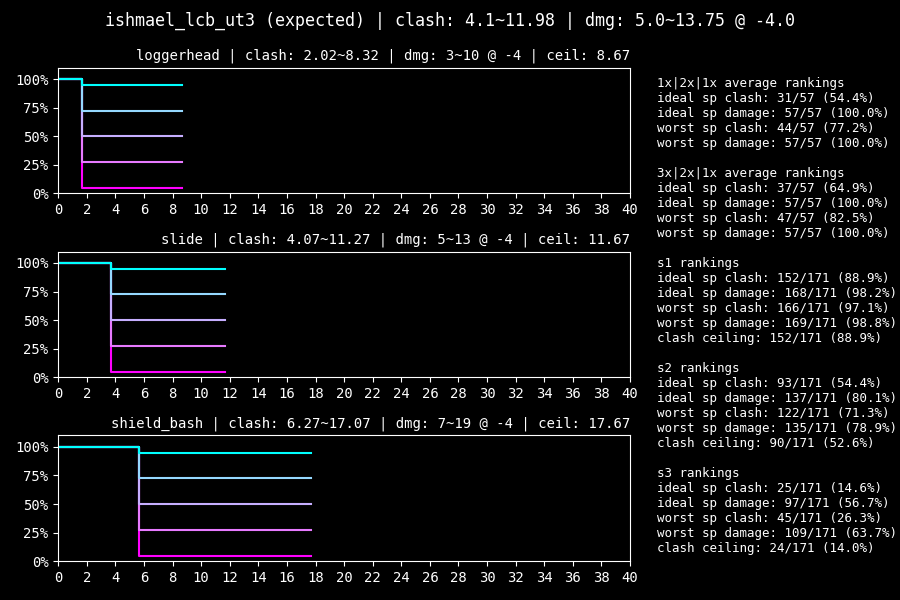 ishmael_lcb_ut3 (expected) | clash: 4.1~11.98 | dmg: 5.0~13.75 @ -4.0
loggerhead | clash: 2.02~8.32 | dmg: 3~10 @ -4 | ceil: 8.67
100%
75%
50%
25%
0%
0 2 4 6 8 10 12 14 16 18 20 22 24 26 28 30 32 34 36 38 40
slide | clash: 4.07~11.27 | dmg: 5~13 @ -4 | ceil: 11.67
100%
75%
50%
25%
0%
0 2 4 6 8 10 12 14 16 18 20 22 24 26 28 30 32 34 36 38 40
shield_bash | clash: 6.27~17.07 | dmg: 7~19 @ -4 | ceil: 17.67
100%
75%
50%
25%
0%
0 2 4 6 8 10 12 14 16 18 20 22 24 26 28 30 32 34 36 38 40
1x|2x|1x average rankings
ideal sp clash: 31/57 (54.4%)
ideal sp damage: 57/57 (100.0%)
worst sp clash: 44/57 (77.2%)
worst sp damage: 57/57 (100.0%)
3x|2x|1x average rankings
ideal sp clash: 37/57 (64.9%)
ideal sp damage: 57/57 (100.0%)
worst sp clash: 47/57 (82.5%)
worst sp damage: 57/57 (100.0%)
s1 rankings
ideal sp clash: 152/171 (88.9%)
ideal sp damage: 168/171 (98.2%)
worst sp clash: 166/171 (97.1%)
worst sp damage: 169/171 (98.8%)
clash ceiling: 152/171 (88.9%)
s2 rankings
ideal sp clash: 93/171 (54.4%)
ideal sp damage: 137/171 (80.1%)
worst sp clash: 122/171 (71.3%)
worst sp damage: 135/171 (78.9%)
clash ceiling: 90/171 (52.6%)
s3 rankings
ideal sp clash: 25/171 (14.6%)
ideal sp damage: 97/171 (56.7%)
worst sp clash: 45/171 (26.3%)
worst sp damage: 109/171 (63.7%)
clash ceiling: 24/171 (14.0%)